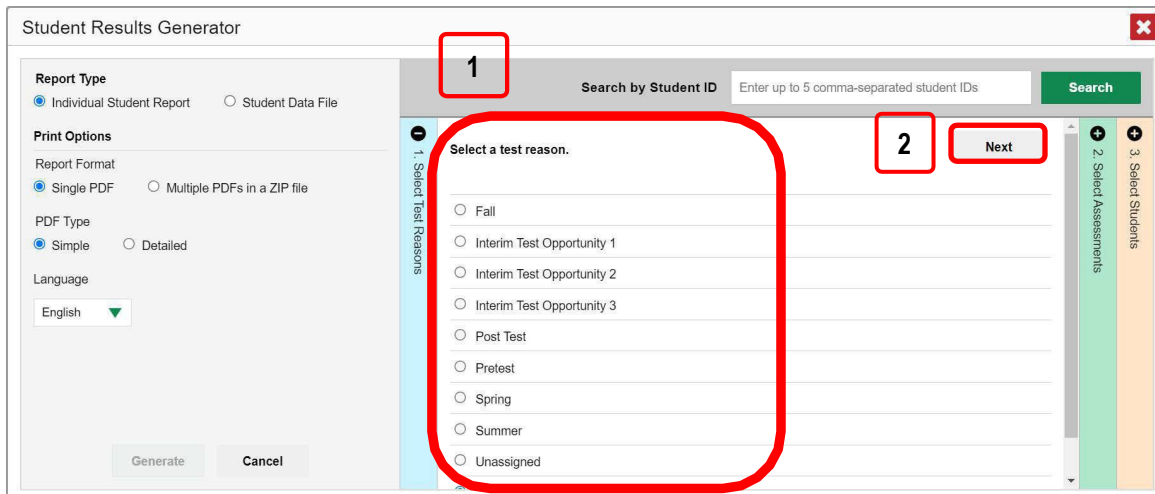 Student Results Generator
Report Type
Individual Student Report Student Data File
Print Options
Report Format
Single PDF Multiple PDFs in a ZIP file
PDF Type
Simple Detailed
Language
English
Generate Cancel
1
Search by Student ID Enter up to 5 comma-separated student IDs Search
1. Select Test Reasons
Select a test reason.
2
Next
Fall
Interim Test Opportunity 1
Interim Test Opportunity 2
Interim Test Opportunity 3
Post Test
Pretest
Spring
Summer
Unassigned
2. Select Assessments
3. Select Students